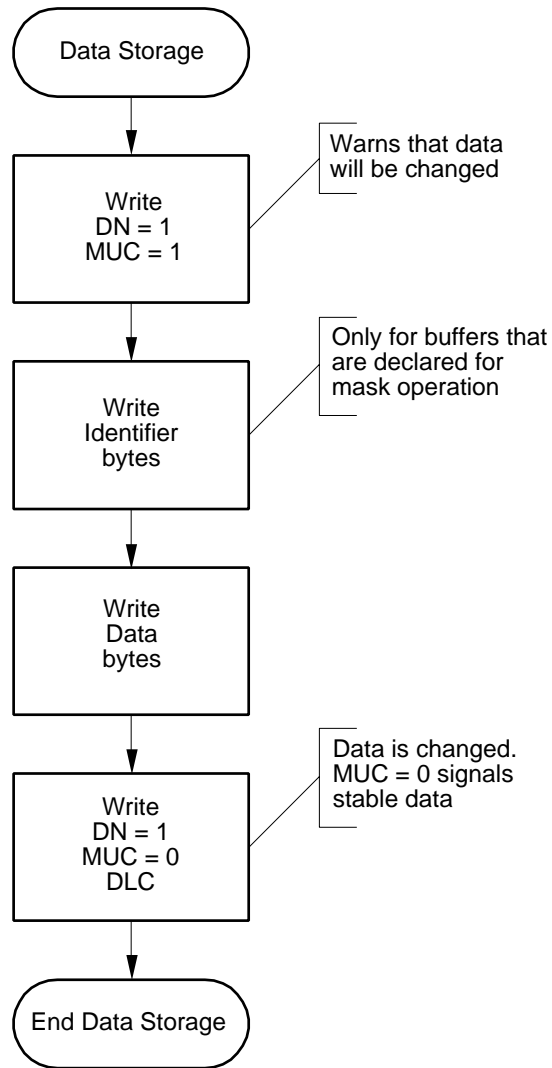 Data Storage
Write
DN = 1
MUC = 1
Warns that data
will be changed
Write
Identifier
bytes
Only for buffers that
are declared for
mask operation
Write
Data
bytes
Write
DN = 1
MUC = 0
DLC
Data is changed.
MUC = 0 signals
stable data
End Data Storage